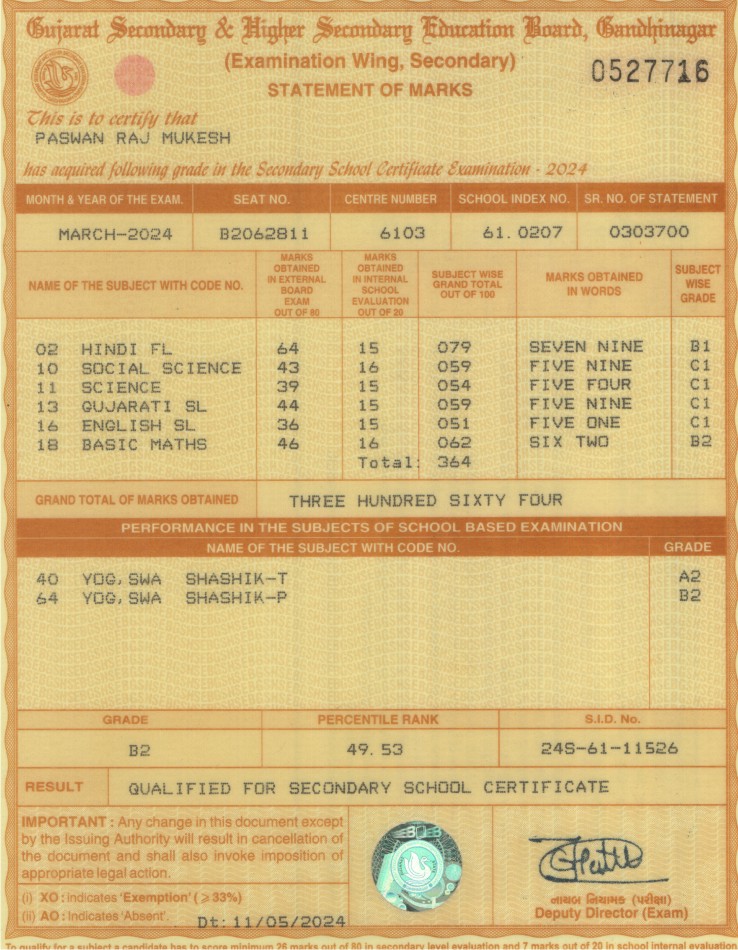 Gujarat Secondary & Higher Secondary Education Board, Gandhinagar
(Examination Wing, Secondary)
STATEMENT OF MARKS
0527716
This is to certify that
PASWAN RAJ MUKESH
has acquired following grade in the Secondary School Certificate Examination - 2024
MONTH & YEAR OF THE EXAM. SEAT NO. CENTRE NUMBER SCHOOL INDEX NO. SR. NO. OF STATEMENT
MARCH-2024 B2062811 6103 61.0207 0303700
NAME OF THE SUBJECT WITH CODE NO. MARKS OBTAINED IN EXTERNAL BOARD EXAM OUT OF 80 MARKS OBTAINED IN INTERNAL SCHOOL EVALUATION OUT OF 20 SUBJECT WISE GRAND TOTAL OUT OF 100 MARKS OBTAINED IN WORDS SUBJECT WISE GRADE
02 HINDI FL 64 15 079 SEVEN NINE B1
10 SOCIAL SCIENCE 43 16 059 FIVE NINE C1
11 SCIENCE 39 15 054 FIVE FOUR C1
13 GUJARATI SL 44 15 059 FIVE NINE C1
16 ENGLISH SL 36 15 051 FIVE ONE C1
18 BASIC MATHS 46 16 062 SIX TWO B2
Total: 364
GRAND TOTAL OF MARKS OBTAINED THREE HUNDRED SIXTY FOUR
PERFORMANCE IN THE SUBJECTS OF SCHOOL BASED EXAMINATION
NAME OF THE SUBJECT WITH CODE NO. GRADE
40 YOG, SWA SHASHIK-T A2
64 YOG, SWA SHASHIK-P B2
GRADE PERCENTILE RANK S.I.D. No.
B2 49.53 24S-61-11526
RESULT QUALIFIED FOR SECONDARY SCHOOL CERTIFICATE
IMPORTANT : Any change in this document except
by the Issuing Authority will result in cancellation of
the document and shall also invoke imposition of
appropriate legal action.
(i) XO : indicates 'Exemption' (⩾ 33%)
(ii) AO : Indicates 'Absent'. Dt: 11/05/2024
નાયબ નિયામક (પરીક્ષા)
Deputy Director (Exam)
To qualify for a subject a candidate has to score minimum 26 marks out of 80 in secondary level evaluation and 7 marks out of 20 in school internal evaluation